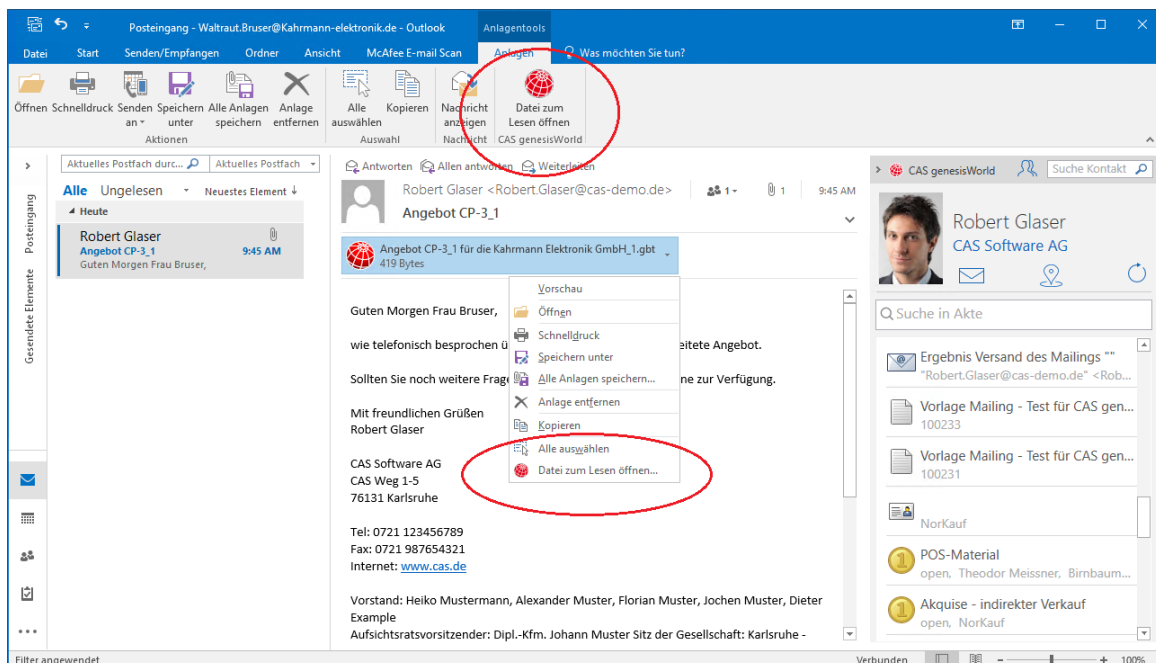 Posteingang - Waltraut.Bruser@Kahrmann-elektronik.de - Outlook
Anlagentools
Datei Start Senden/Empfangen Ordner Ansicht McAfee E-mail Scan Anlagen Was möchten Sie tun?
Öffnen Schnelldruck Senden an Speichern unter Alle Anlagen speichern Anlage entfernen Alle auswählen Kopieren Nachricht anzeigen Datei zum Lesen öffnen
Aktionen Auswahl Nachricht CAS genesisWorld
Aktuelles Postfach durc... Aktuelles Postfach
Alle Ungelesen Neuestes Element ↓
Heute
Robert Glaser
Angebot CP-3_1 9:45 AM
Guten Morgen Frau Bruser,
Posteingang
Gesendete Elemente
Antworten Allen antworten Weiterleiten
Robert Glaser <Robert.Glaser@cas-demo.de> 1 1 9:45 AM
Angebot CP-3_1
Angebot CP-3_1 für die Kahrmann Elektronik GmbH_1.gbt
419 Bytes
Guten Morgen Frau Bruser,
wie telefonisch besprochen ü eitete Angebot.
Sollten Sie noch weitere Frage ne zur Verfügung.
Mit freundlichen Grüßen
Robert Glaser
CAS Software AG
CAS Weg 1-5
76131 Karlsruhe
Tel: 0721 123456789
Fax: 0721 987654321
Internet: www.cas.de
Vorstand: Heiko Mustermann, Alexander Muster, Florian Muster, Jochen Muster, Dieter
Example
Aufsichtsratsvorsitzender: Dipl.-Kfm. Johann Muster Sitz der Gesellschaft: Karlsruhe -
Vorschau
Öffnen
Schnelldruck
Speichern unter
Alle Anlagen speichern...
Anlage entfernen
Kopieren
Alle auswählen
Datei zum Lesen öffnen...
CAS genesisWorld Suche Kontakt
Robert Glaser
CAS Software AG
Suche in Akte
Ergebnis Versand des Mailings ""
"Robert.Glaser@cas-demo.de" <Rob...
Vorlage Mailing - Test für CAS gen...
100233
Vorlage Mailing - Test für CAS gen...
100231
NorKauf
POS-Material
open, Theodor Meissner, Birnbaum...
Akquise - indirekter Verkauf
open, NorKauf
Filter angewendet Verbunden 100%